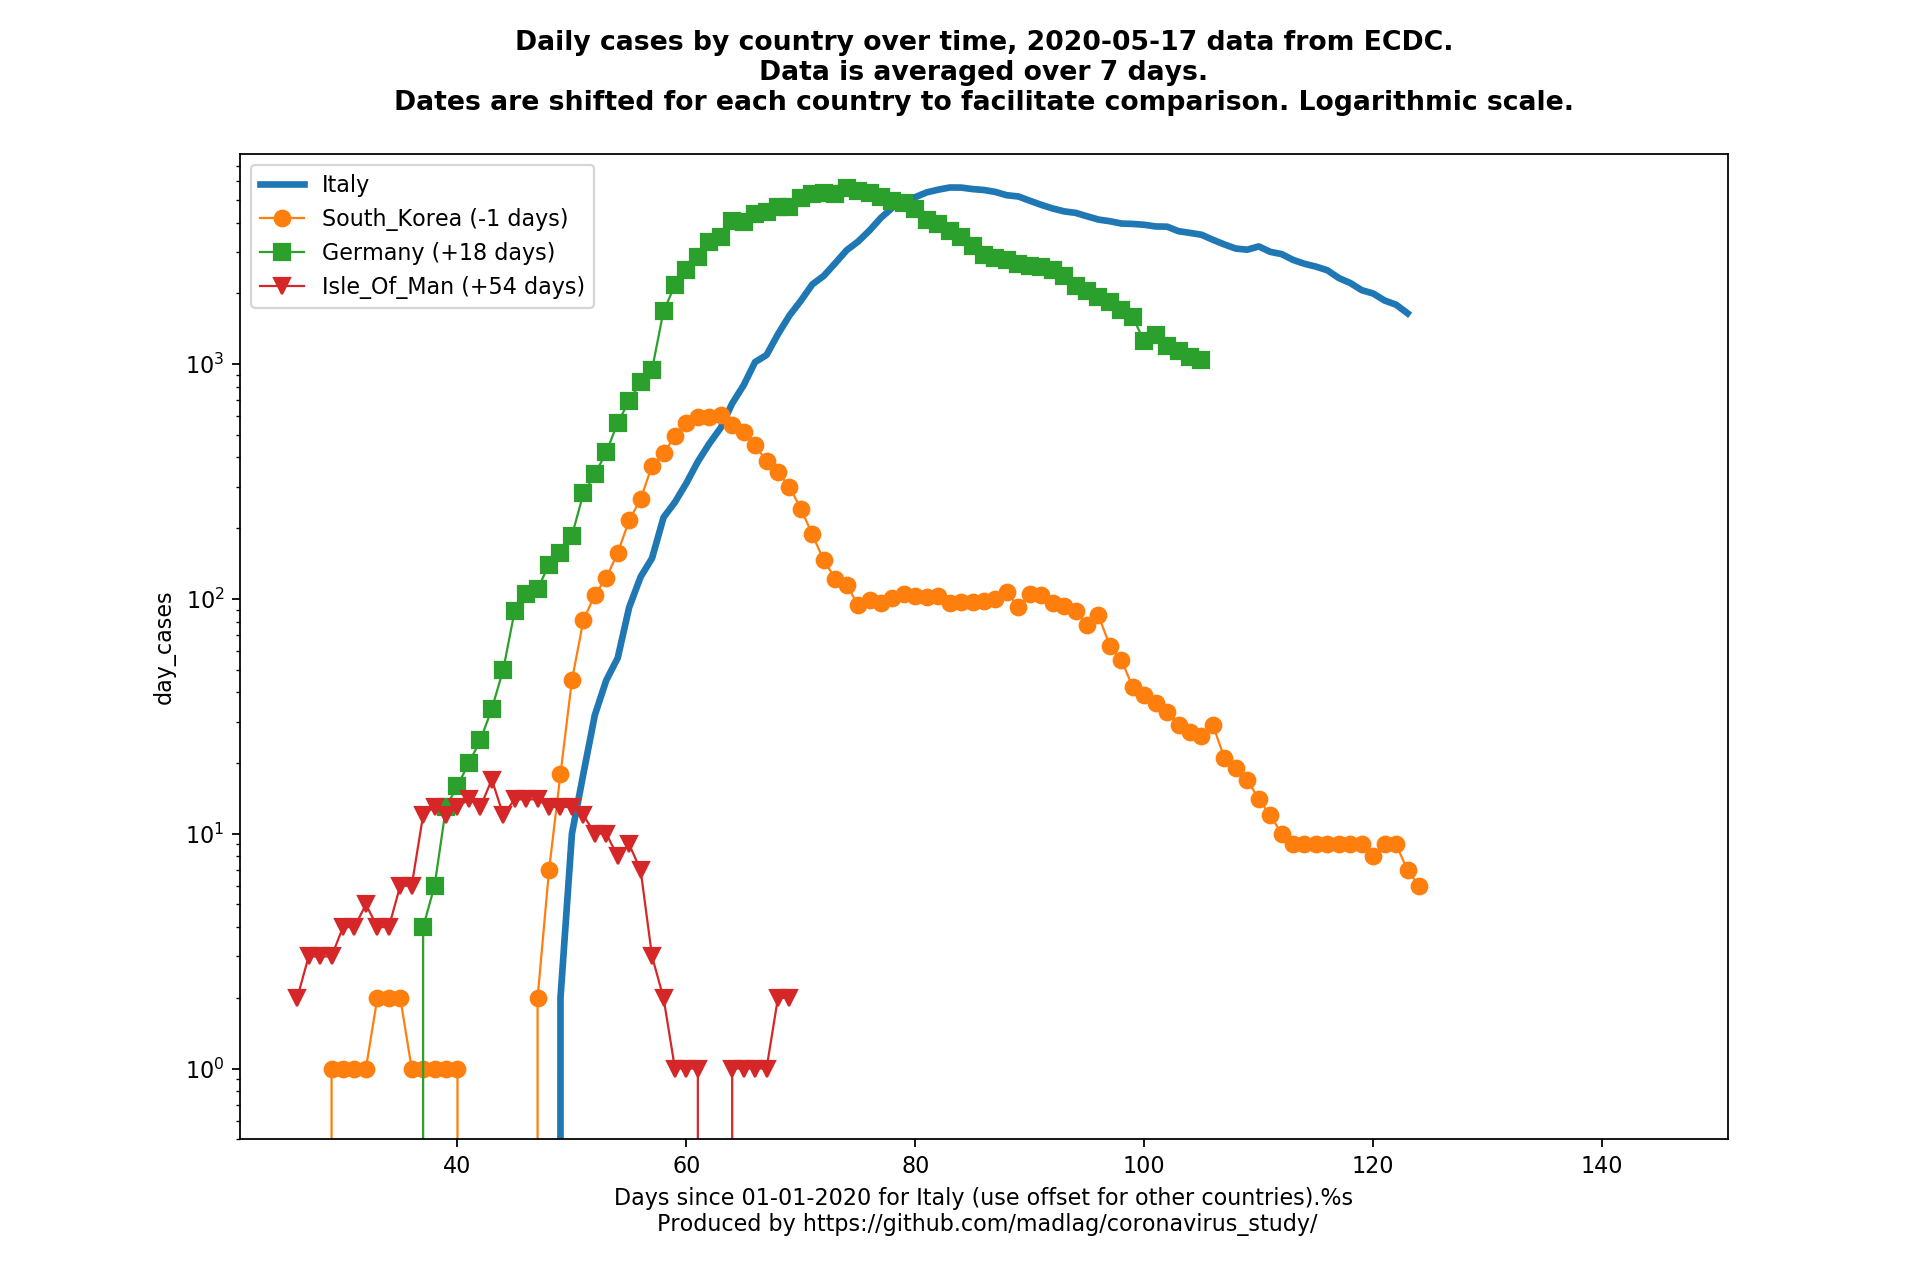 Daily cases by country over time, 2020-05-17 data from ECDC.
Data is averaged over 7 days.
Dates are shifted for each country to facilitate comparison. Logarithmic scale.
Italy
South_Korea (-1 days)
Germany (+18 days)
Isle_Of_Man (+54 days)
day_cases
10³
10²
10¹
10⁰
40 60 80 100 120 140
Days since 01-01-2020 for Italy (use offset for other countries).%s
Produced by https://github.com/madlag/coronavirus_study/